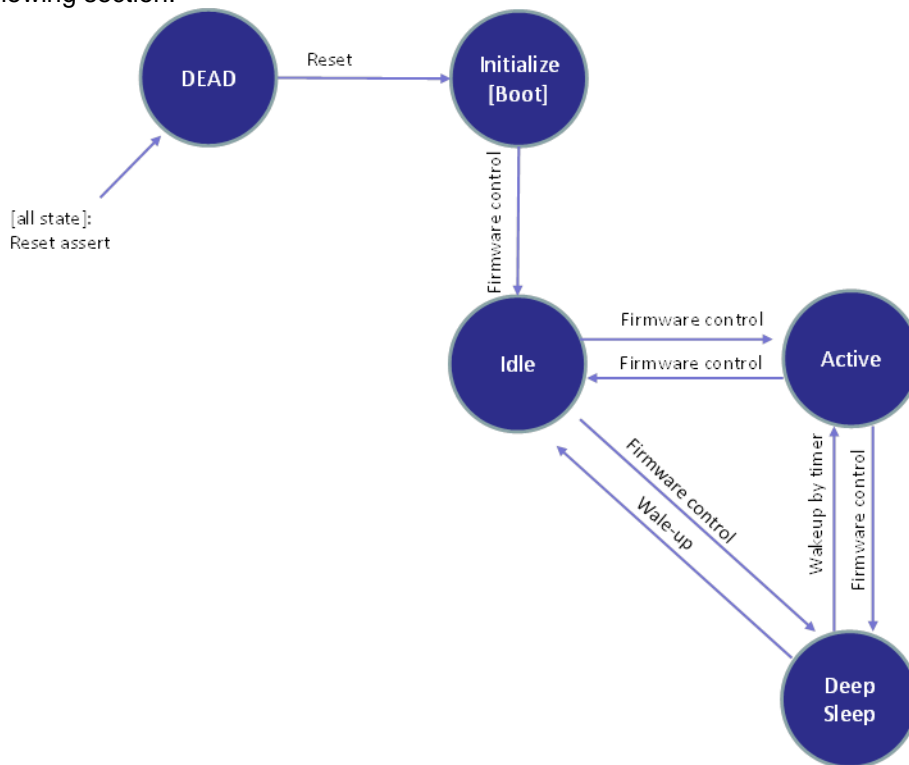 Reset
DEAD
Initialize
[Boot]
[all state]:
Reset assert
Firmware control
Firmware control
Idle
Firmware control
Active
Firmware control
Wale-up
Wakeup by timer
Firmware control
Deep
Sleep